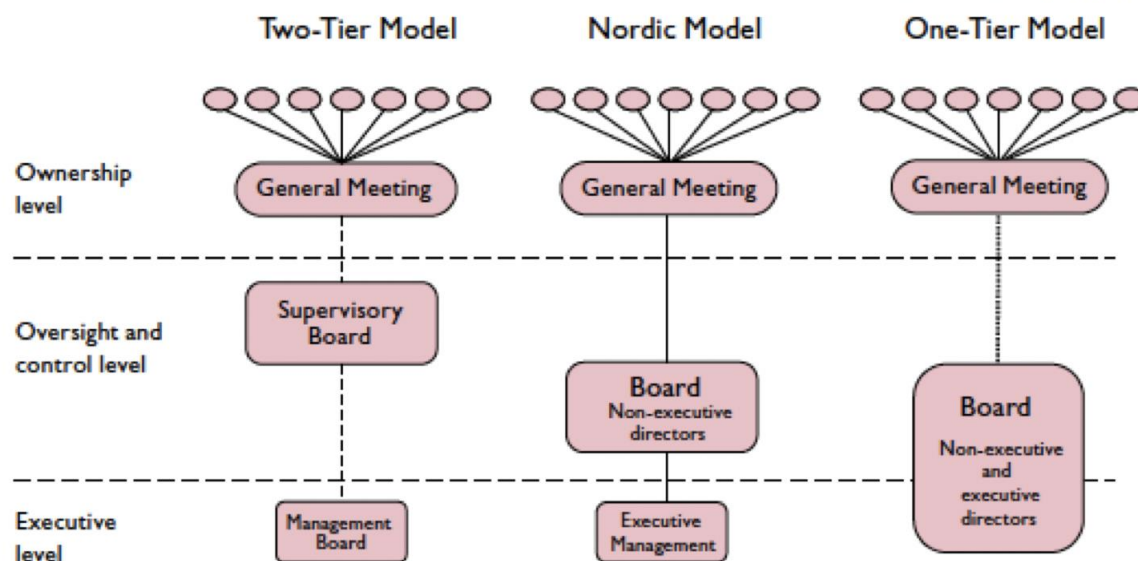 Two-Tier Model
Nordic Model
One-Tier Model
Ownership
level
General Meeting
General Meeting
General Meeting
Oversight and
control level
Supervisory
Board
Board
Non-executive
directors
Board
Non-executive
and
executive
directors
Executive
level
Management
Board
Executive
Management